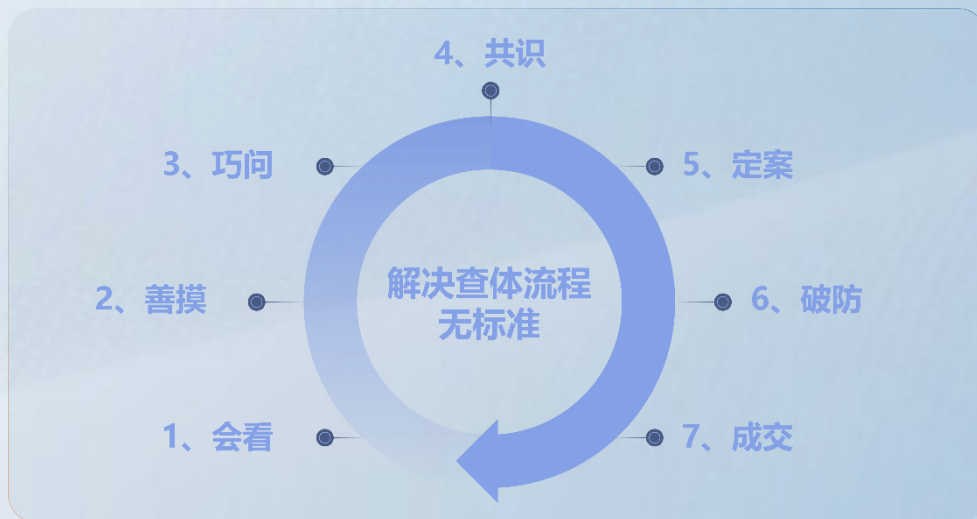 4、共识
3、巧问
5、定案
解决查体流程
无标准
2、善摸
6、破防
1、会看
7、成交